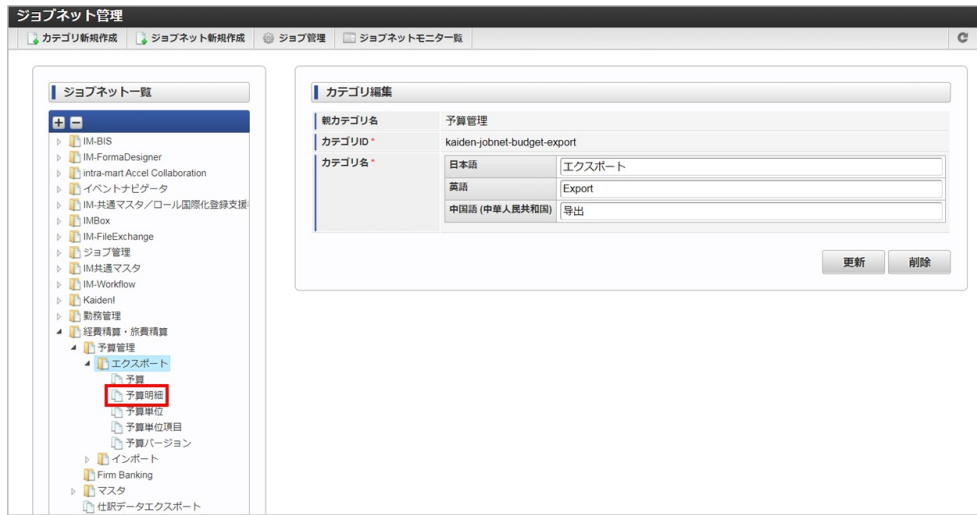 ジョブネット管理
カテゴリ新規作成 ジョブネット新規作成 ジョブ管理 ジョブネットモニター覧
ジョブネット一覧
IM-BIS
IM-FormaDesigner
intra-mart Accel Collaboration
イベントナビゲータ
IM-共通マスタ/ロール国際化登録支援
IMBox
IM-FileExchange
ジョブ管理
IM共通マスタ
IM-Workflow
Kaiden!
勤務管理
経費精算・旅費精算
予算管理
エクスポート
予算
予算明細
予算単位
予算単位項目
予算バージョン
インポート
Firm Banking
マスタ
仕訳データエクスポート
カテゴリ編集
親カテゴリ名 予算管理
カテゴリID * kaiden-jobnet-budget-export
カテゴリ名 * 日本語 エクスポート
英語 Export
中国語 (中華人民共和国) 导出
更新 削除